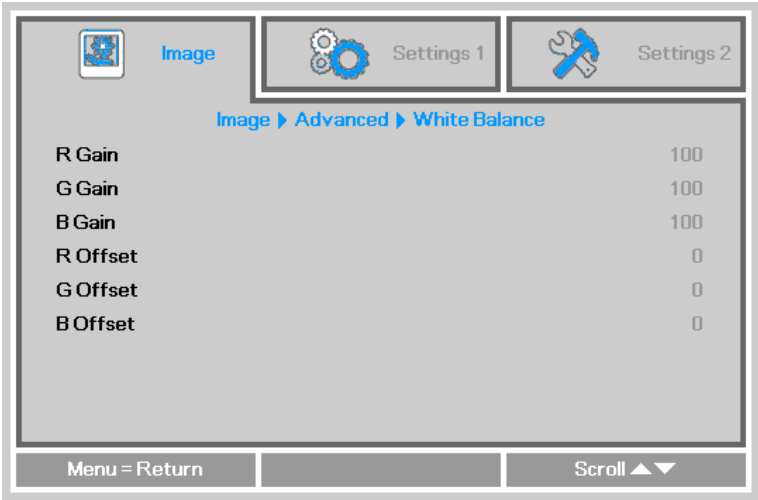 Image Settings 1 Settings 2
Image ▶ Advanced ▶ White Balance
R Gain 100
G Gain 100
B Gain 100
R Offset 0
G Offset 0
B Offset 0
Menu = Return Scroll ▲▼